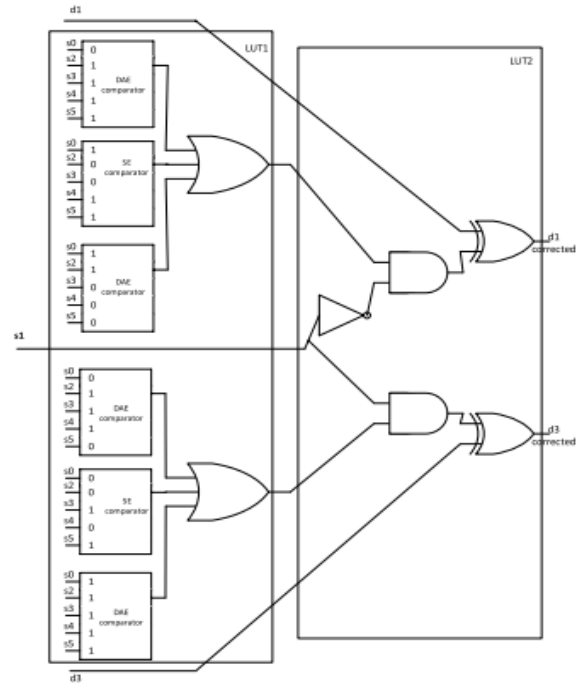 d1
LUT1
LUT2
s0 0
s2 1
s3 1
s4 1
s5 1
DAE
comparator
s0 1
s2 0
s3 0
s4 1
s5 1
SE
comparator
s0 1
s2 1
s3 0
s4 0
s5 0
DAE
comparator
d1
corrected
s1
s0 0
s2 1
s3 1
s4 1
s5 0
DAE
comparator
s0 0
s2 0
s3 1
s4 0
s5 1
SE
comparator
s0 1
s2 1
s3 1
s4 1
s5 1
DAE
comparator
d3
corrected
d3